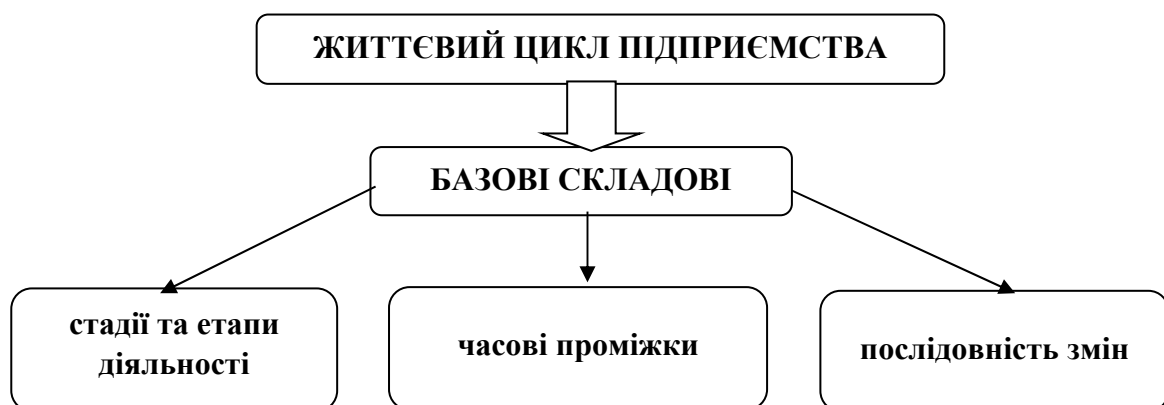 ЖИТТЄВИЙ ЦИКЛ ПІДПРИЄМСТВА
БАЗОВІ СКЛАДОВІ
стадії та етапи
діяльності
часові проміжки
послідовність змін